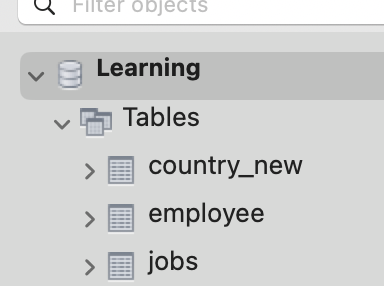 Filter objects
Learning
Tables
country_new
employee
jobs